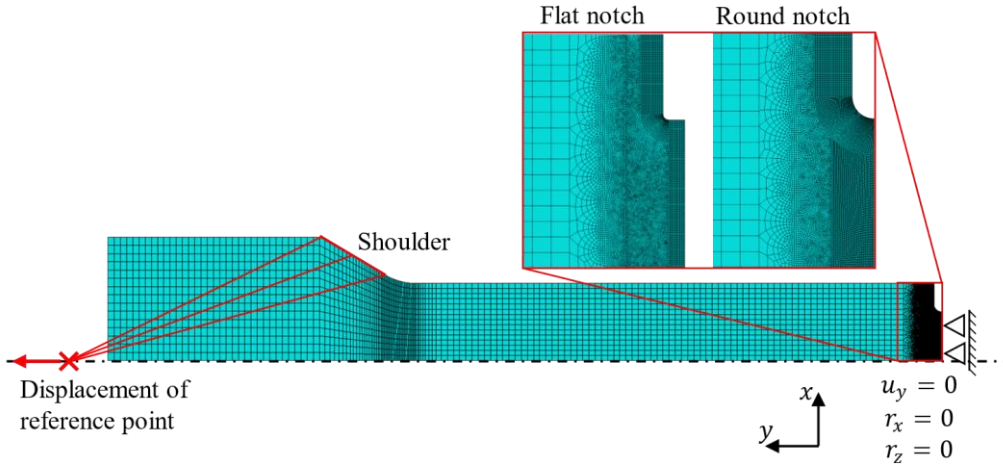 Flat notch
Round notch
Shoulder
Displacement of
reference point
x
y
u_y = 0
r_x = 0
r_z = 0